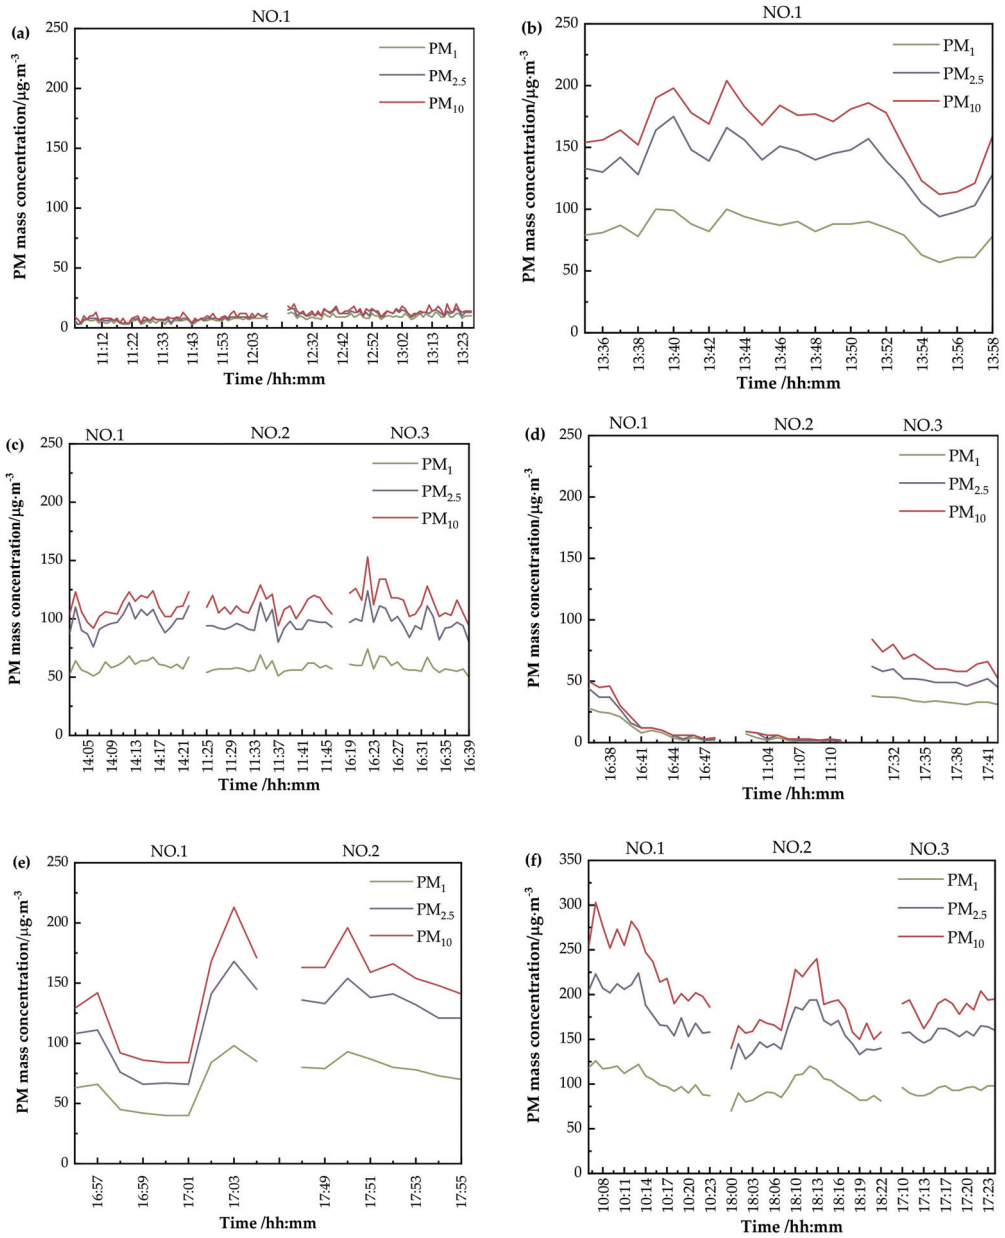 (a)
NO.1
PM1
PM2.5
PM10
PM mass concentration/μg·m-3
250
200
150
100
50
0
11:12
11:22
11:33
11:43
11:53
12:03
12:32
12:42
12:52
13:02
13:13
13:23
Time /hh:mm
(b)
NO.1
PM1
PM2.5
PM10
PM mass concentration/μg·m-3
250
200
150
100
50
0
13:36
13:38
13:40
13:42
13:44
13:46
13:48
13:50
13:52
13:54
13:56
13:58
Time /hh:mm
(c)
NO.1
NO.2
NO.3
PM1
PM2.5
PM10
PM mass concentration/μg·m-3
250
200
150
100
50
0
14:05
14:09
14:13
14:17
14:21
11:25
11:29
11:33
11:37
11:41
11:45
16:19
16:23
16:27
16:31
16:35
16:39
Time /hh:mm
(d)
NO.1
NO.2
NO.3
PM1
PM2.5
PM10
PM mass concentration/μg·m-3
250
200
150
100
50
0
16:38
16:41
16:44
16:47
11:04
11:07
11:10
17:32
17:35
17:38
17:41
Time /hh:mm
(e)
NO.1
NO.2
PM1
PM2.5
PM10
PM mass concentration/μg·m-3
250
200
150
100
50
0
16:57
16:59
17:01
17:03
17:49
17:51
17:53
17:55
Time /hh:mm
(f)
NO.1
NO.2
NO.3
PM1
PM2.5
PM10
PM mass concentration/μg·m-3
350
300
250
200
150
100
50
0
10:08
10:11
10:14
10:17
10:20
10:23
18:00
18:03
18:06
18:10
18:13
18:19
18:22
17:10
17:13
17:17
17:20
17:23
Time /hh:mm